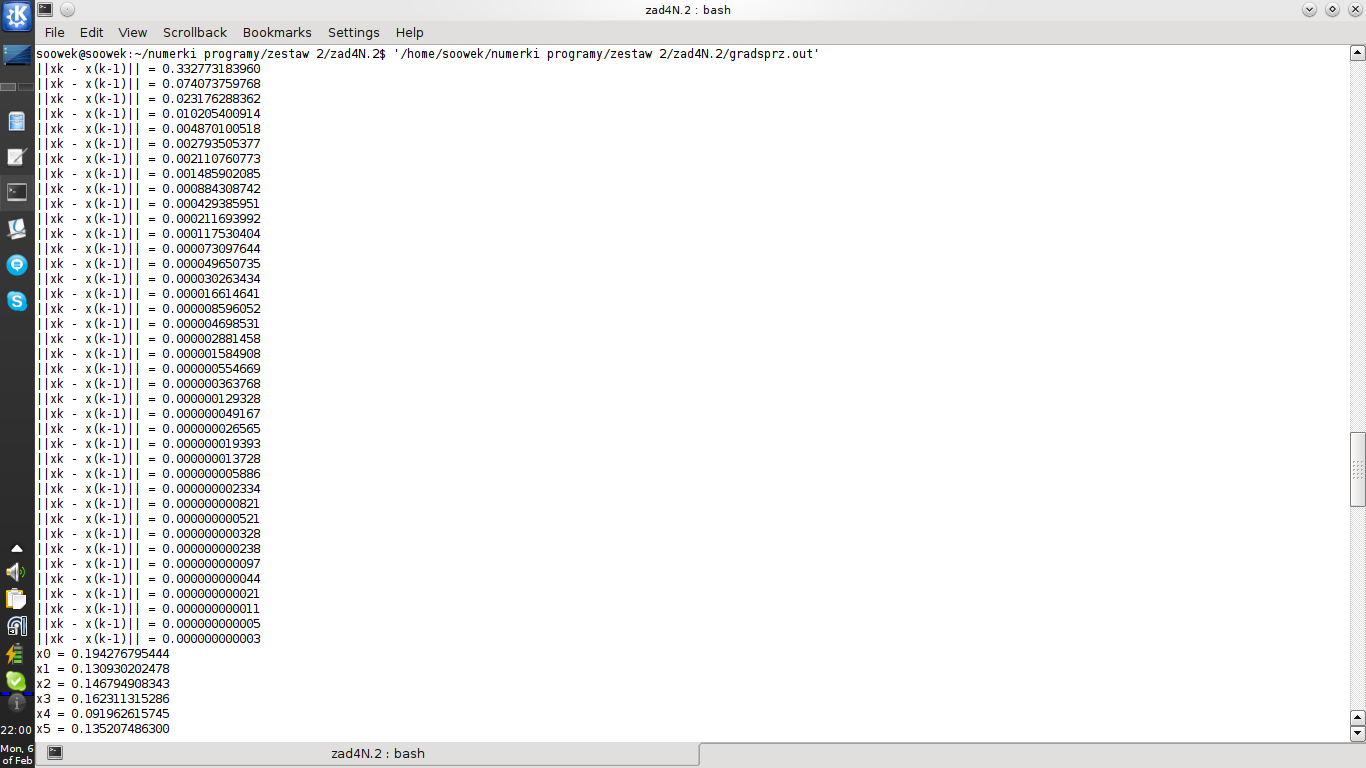 zad4N.2 : bash
File Edit View Scrollback Bookmarks Settings Help
soowek@soowek:~/numerki programy/zestaw 2/zad4N.2$ '/home/soowek/numerki programy/zestaw 2/zad4N.2/gradsprz.out'
||xk - x(k-1)|| = 0.332773183960
||xk - x(k-1)|| = 0.074073759768
||xk - x(k-1)|| = 0.023176288362
||xk - x(k-1)|| = 0.010205400914
||xk - x(k-1)|| = 0.004870100518
||xk - x(k-1)|| = 0.002793505377
||xk - x(k-1)|| = 0.002110760773
||xk - x(k-1)|| = 0.001485902085
||xk - x(k-1)|| = 0.000884308742
||xk - x(k-1)|| = 0.000429385951
||xk - x(k-1)|| = 0.000211693992
||xk - x(k-1)|| = 0.000117530404
||xk - x(k-1)|| = 0.000073097644
||xk - x(k-1)|| = 0.000049650735
||xk - x(k-1)|| = 0.000030263434
||xk - x(k-1)|| = 0.000016614641
||xk - x(k-1)|| = 0.000008596052
||xk - x(k-1)|| = 0.000004698531
||xk - x(k-1)|| = 0.000002881458
||xk - x(k-1)|| = 0.000001584908
||xk - x(k-1)|| = 0.000000554669
||xk - x(k-1)|| = 0.000000363768
||xk - x(k-1)|| = 0.000000129328
||xk - x(k-1)|| = 0.000000049167
||xk - x(k-1)|| = 0.000000026565
||xk - x(k-1)|| = 0.000000019393
||xk - x(k-1)|| = 0.000000013728
||xk - x(k-1)|| = 0.000000005886
||xk - x(k-1)|| = 0.000000002334
||xk - x(k-1)|| = 0.000000000821
||xk - x(k-1)|| = 0.000000000521
||xk - x(k-1)|| = 0.000000000328
||xk - x(k-1)|| = 0.000000000238
||xk - x(k-1)|| = 0.000000000097
||xk - x(k-1)|| = 0.000000000044
||xk - x(k-1)|| = 0.000000000021
||xk - x(k-1)|| = 0.000000000011
||xk - x(k-1)|| = 0.000000000005
||xk - x(k-1)|| = 0.000000000003
x0 = 0.194276795444
x1 = 0.130930202478
x2 = 0.146794908343
x3 = 0.162311315286
x4 = 0.091962615745
x5 = 0.135207486300
22:00
Mon, 6
of Feb
zad4N.2 : bash